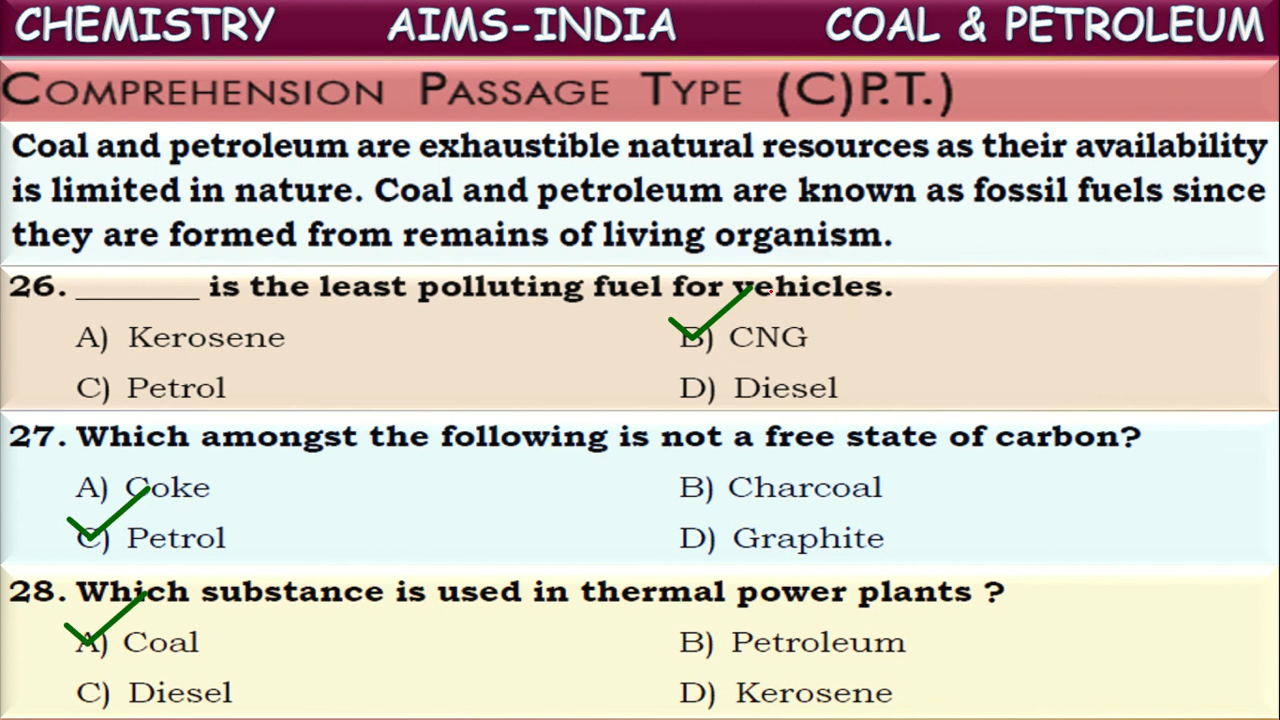 CHEMISTRY AIMS-INDIA COAL & PETROLEUM
COMPREHENSION PASSAGE TYPE (C)P.T.)
Coal and petroleum are exhaustible natural resources as their availability
is limited in nature. Coal and petroleum are known as fossil fuels since
they are formed from remains of living organism.
26. _______ is the least polluting fuel for vehicles.
A) Kerosene B) CNG
C) Petrol D) Diesel
27. Which amongst the following is not a free state of carbon?
A) Coke B) Charcoal
C) Petrol D) Graphite
28. Which substance is used in thermal power plants ?
A) Coal B) Petroleum
C) Diesel D) Kerosene